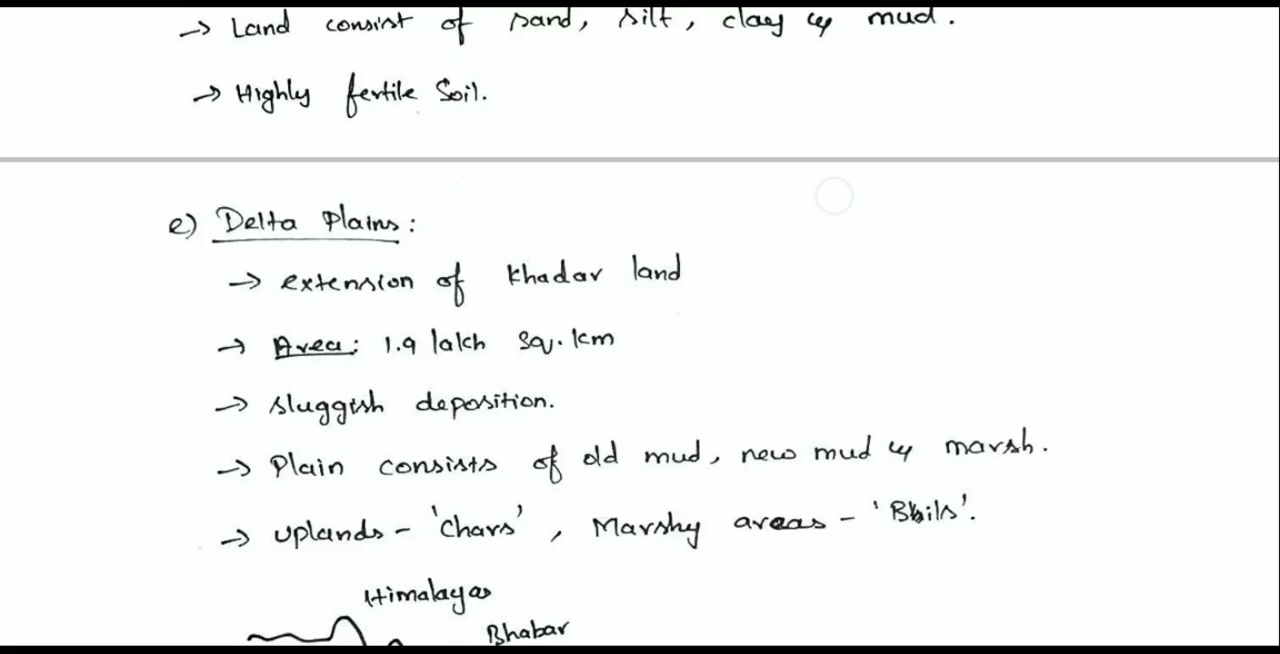 → Land consist of sand, silt, clay & mud.
→ Highly fertile soil.
e) Delta Plains:
→ extension of Khadar land
→ Area: 1.9 lakh sq. km
→ sluggish deposition.
→ Plain consists of old mud, new mud & marsh.
→ uplands - 'Chars', Marshy areas - 'Bhils'.
Himalayas
Bhabar